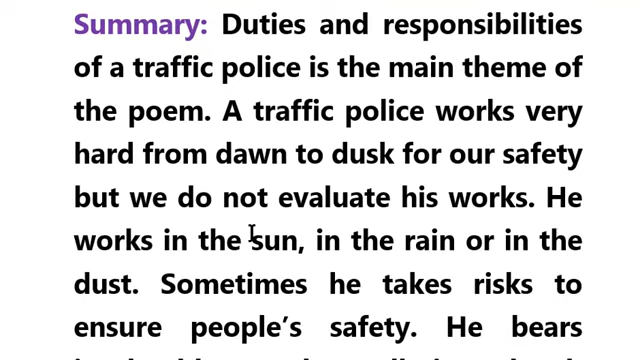 Summary: Duties and responsibilities
of a traffic police is the main theme of
the poem. A traffic police works very
hard from dawn to dusk for our safety
but we do not evaluate his works. He
works in the sun, in the rain or in the
dust. Sometimes he takes risks to
ensure people’s safety. He bears